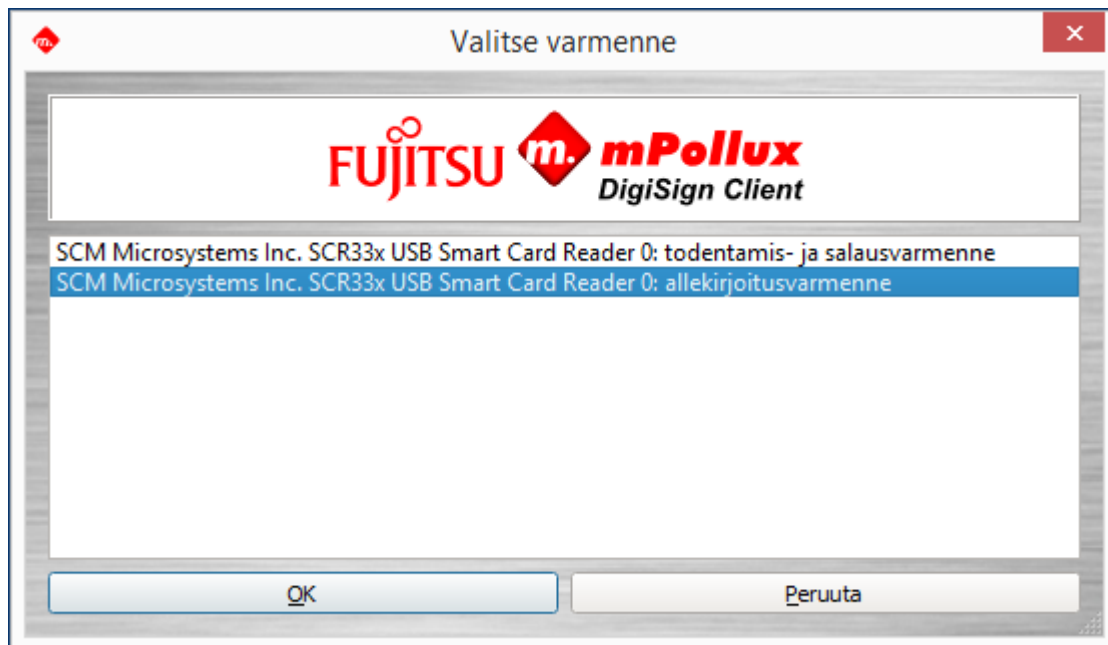 m.
Valitse varmenne
FUJITSU m. mPollux
DigiSign Client
SCM Microsystems Inc. SCR33x USB Smart Card Reader 0: todentamis- ja salausvarmenne
SCM Microsystems Inc. SCR33x USB Smart Card Reader 0: allekirjoitusvarmenne
OK
Peruuta